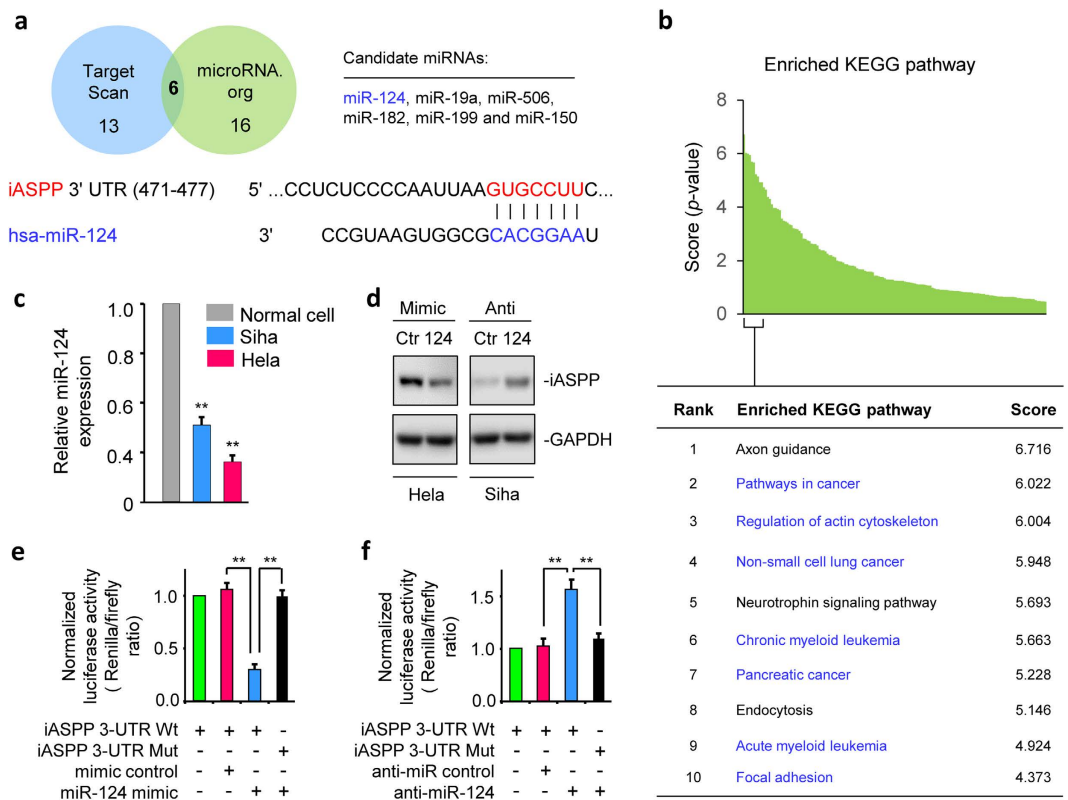 a
Target
Scan
13
6
microRNA.
org
16
Candidate miRNAs:
miR-124, miR-19a, miR-506,
miR-182, miR-199 and miR-150
iASPP 3' UTR (471-477) 5' ...CCUCUCCCCAAUUAAGUGCCUUC...
hsa-miR-124 3' CCGUAAGUGGCGCACGGAAU
b
Enriched KEGG pathway
Score (p-value)
8
6
4
2
0
Rank Enriched KEGG pathway Score
1 Axon guidance 6.716
2 Pathways in cancer 6.022
3 Regulation of actin cytoskeleton 6.004
4 Non-small cell lung cancer 5.948
5 Neurotrophin signaling pathway 5.693
6 Chronic myeloid leukemia 5.663
7 Pancreatic cancer 5.228
8 Endocytosis 5.146
9 Acute myeloid leukemia 4.924
10 Focal adhesion 4.373
c
Relative miR-124
expression
1.0
0.8
0.6
0.4
0
Normal cell
Siha
Hela
**
**
d
Mimic Anti
Ctr 124 Ctr 124
-iASPP
-GAPDH
Hela Siha
e
Normalized
luciferase activity
( Renilla/firefly
ratio)
1.0
0.5
0.0
** **
iASPP 3-UTR Wt + + + -
iASPP 3-UTR Mut - - - +
mimic control - + - -
miR-124 mimic - - + +
f
Normalized
luciferase activity
( Renilla/firefly
ratio)
1.5
1.0
0.0
** **
iASPP 3-UTR Wt + + + -
iASPP 3-UTR Mut - - - +
anti-miR control - + - -
anti-miR-124 - - + +